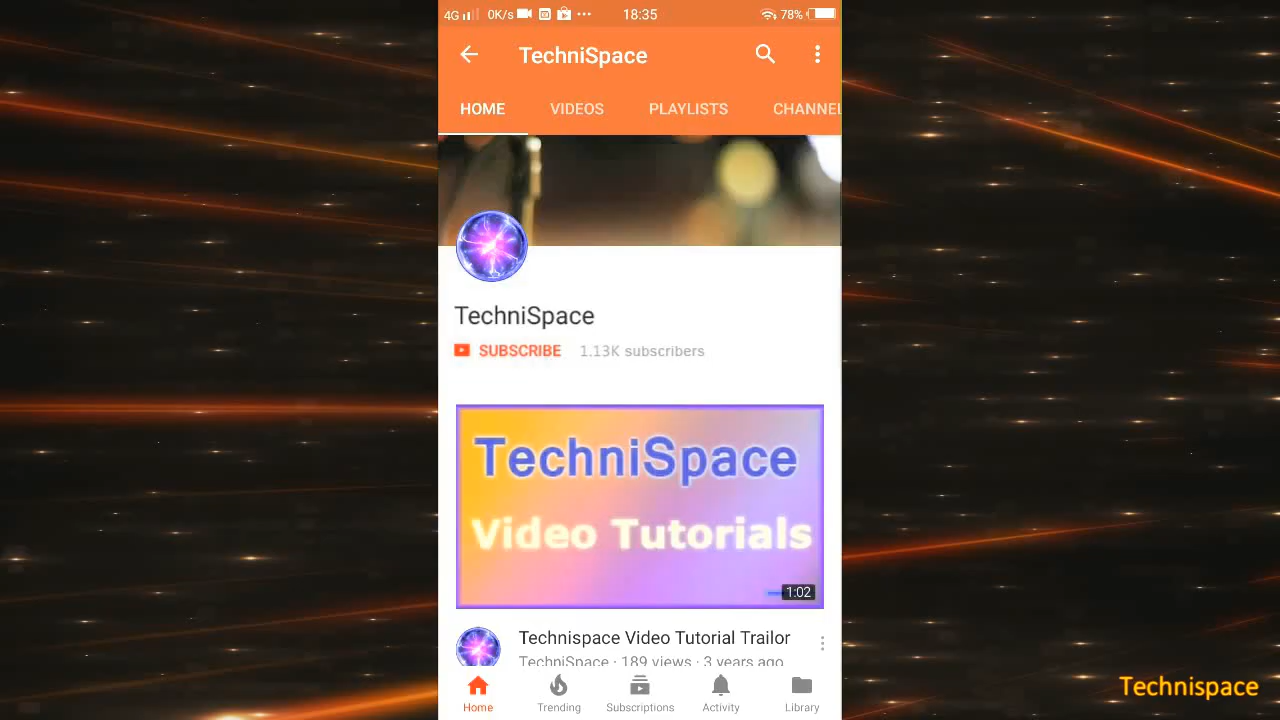 4G 0K/s 18:35 78%
TechniSpace
HOME VIDEOS PLAYLISTS CHANNEL
TechniSpace
SUBSCRIBE 1.13K subscribers
TechniSpace
Video Tutorials
1:02
Technispace Video Tutorial Trailor
TechniSpace · 189 views · 3 years ago
Home Trending Subscriptions Activity Library
Technispace